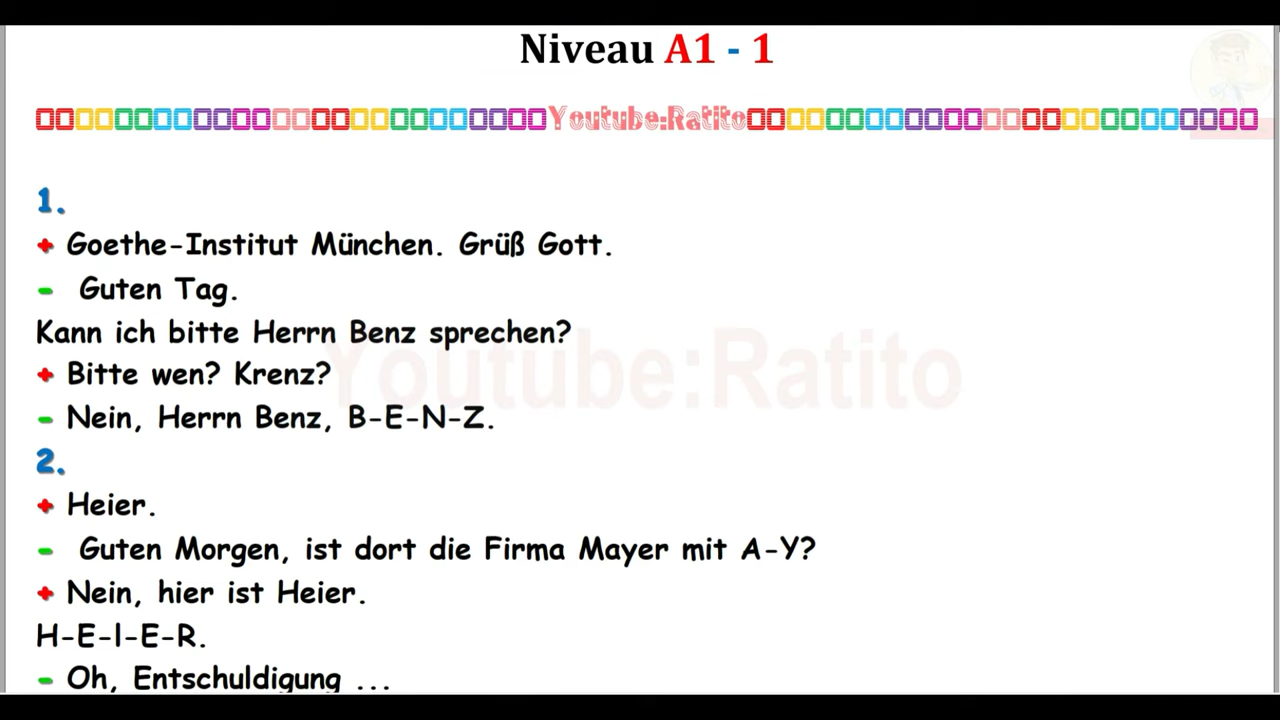 Niveau A1 - 1
Youtube:Ratito
1.
+ Goethe-Institut München. Grüß Gott.
- Guten Tag.
Kann ich bitte Herrn Benz sprechen?
+ Bitte wen? Krenz?
- Nein, Herrn Benz, B-E-N-Z.
Youtube:Ratito
2.
+ Heier.
- Guten Morgen, ist dort die Firma Mayer mit A-Y?
+ Nein, hier ist Heier.
H-E-l-E-R.
- Oh, Entschuldigung ...